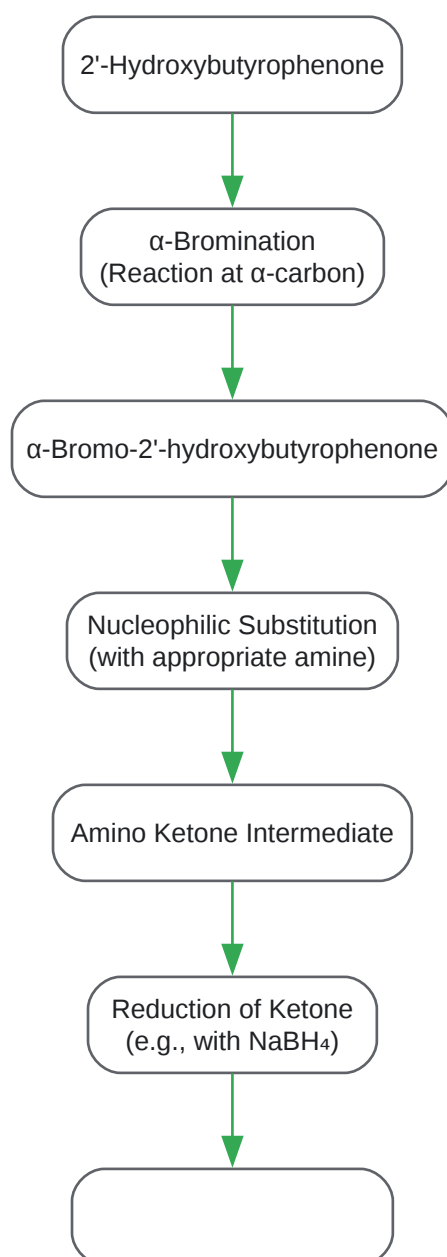 2'-Hydroxybutyrophenone
α-Bromination
(Reaction at α-carbon)
α-Bromo-2'-hydroxybutyrophenone
Nucleophilic Substitution
(with appropriate amine)
Amino Ketone Intermediate
Reduction of Ketone
(e.g., with NaBH₄)